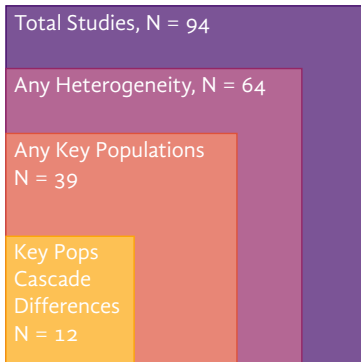 Total Studies, N = 94
Any Heterogeneity, N = 64
Any Key Populations
N = 39
Key Pops
Cascade
Differences
N = 12